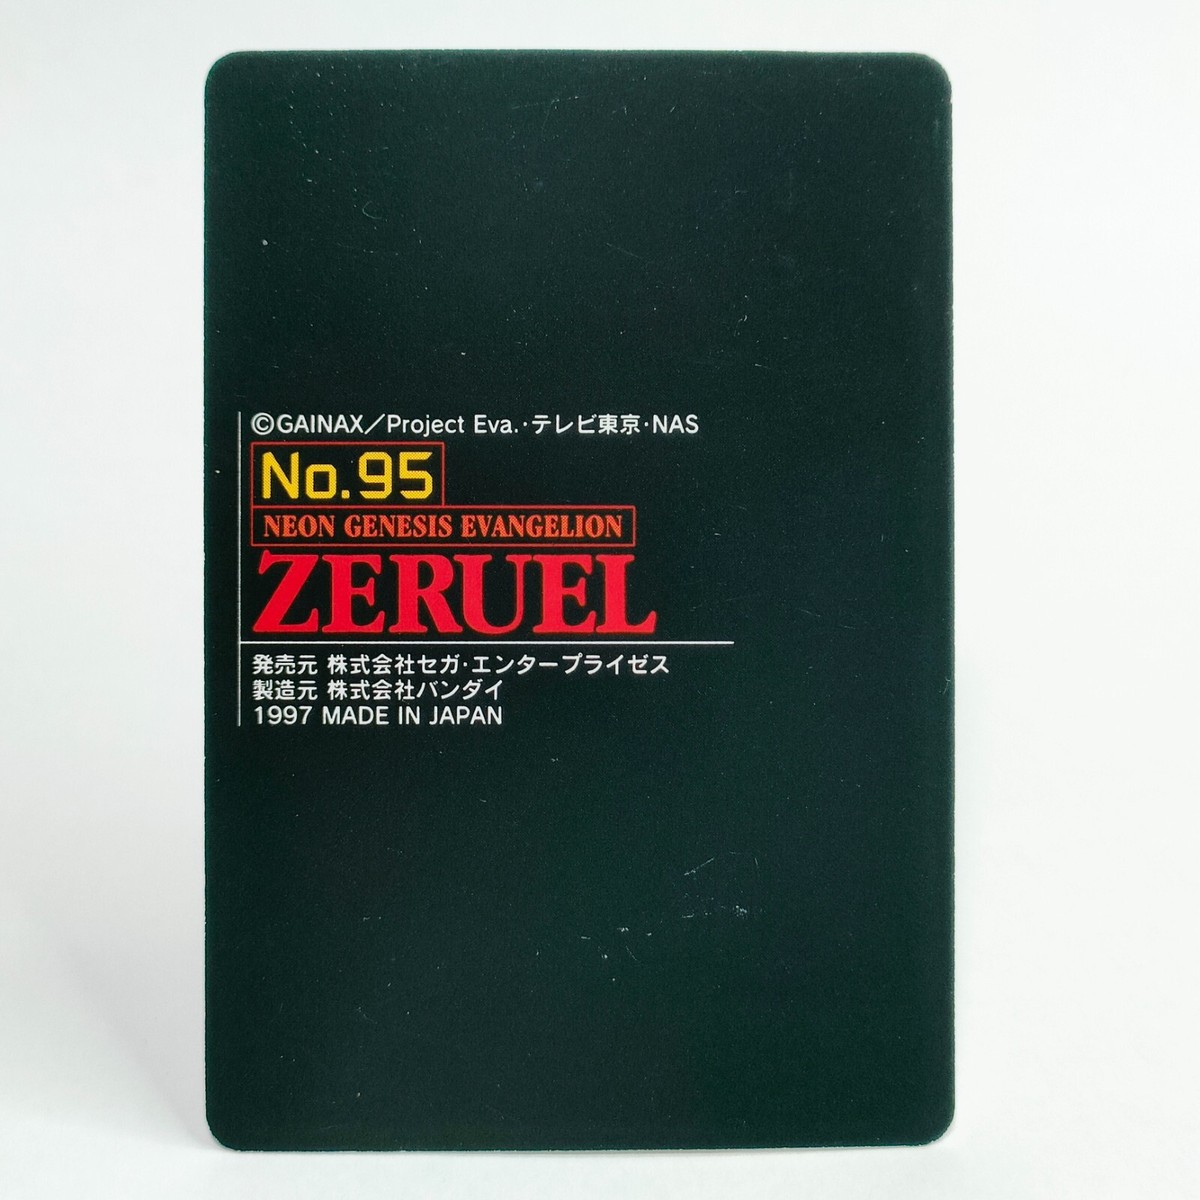 ©GAINAX／Project Eva.・テレビ東京・NAS
No.95
NEON GENESIS EVANGELION
ZERUEL
発売元 株式会社セガ・エンタープライゼス
製造元 株式会社バンダイ
1997 MADE IN JAPAN